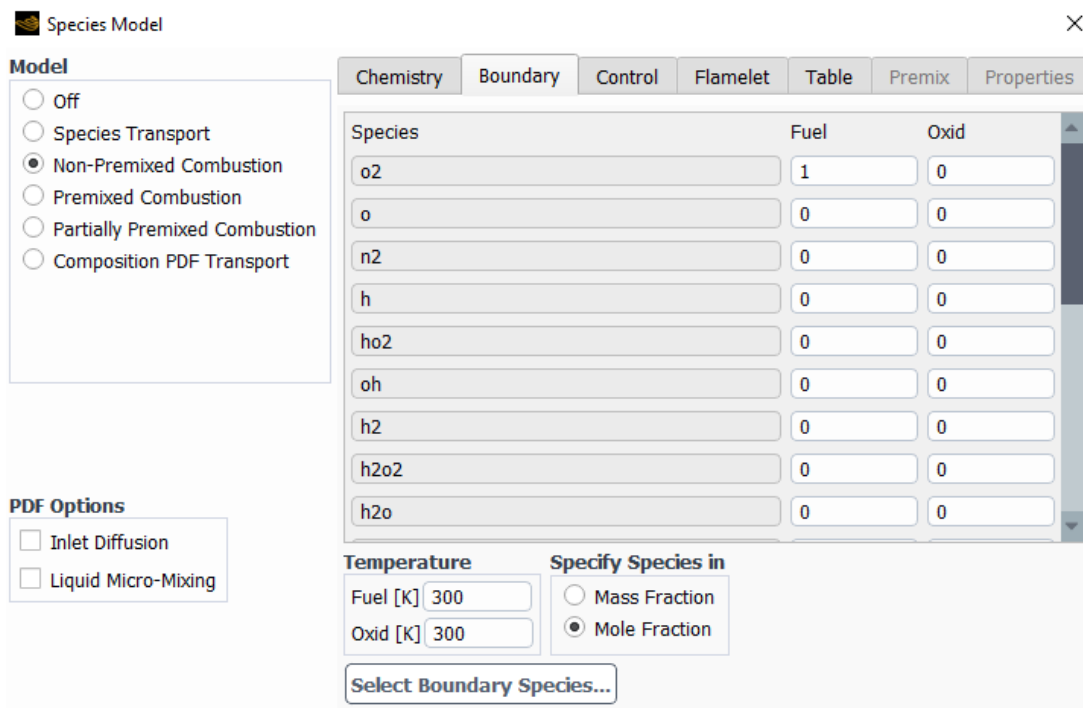 Species Model
Model
Off
Species Transport
Non-Premixed Combustion
Premixed Combustion
Partially Premixed Combustion
Composition PDF Transport
PDF Options
Inlet Diffusion
Liquid Micro-Mixing
Chemistry Boundary Control Flamelet Table Premix Properties
Species Fuel Oxid
o2 1 0
o 0 0
n2 0 0
h 0 0
ho2 0 0
oh 0 0
h2 0 0
h2o2 0 0
h2o 0 0
Temperature
Fuel [K] 300
Oxid [K] 300
Specify Species in
Mass Fraction
Mole Fraction
Select Boundary Species...